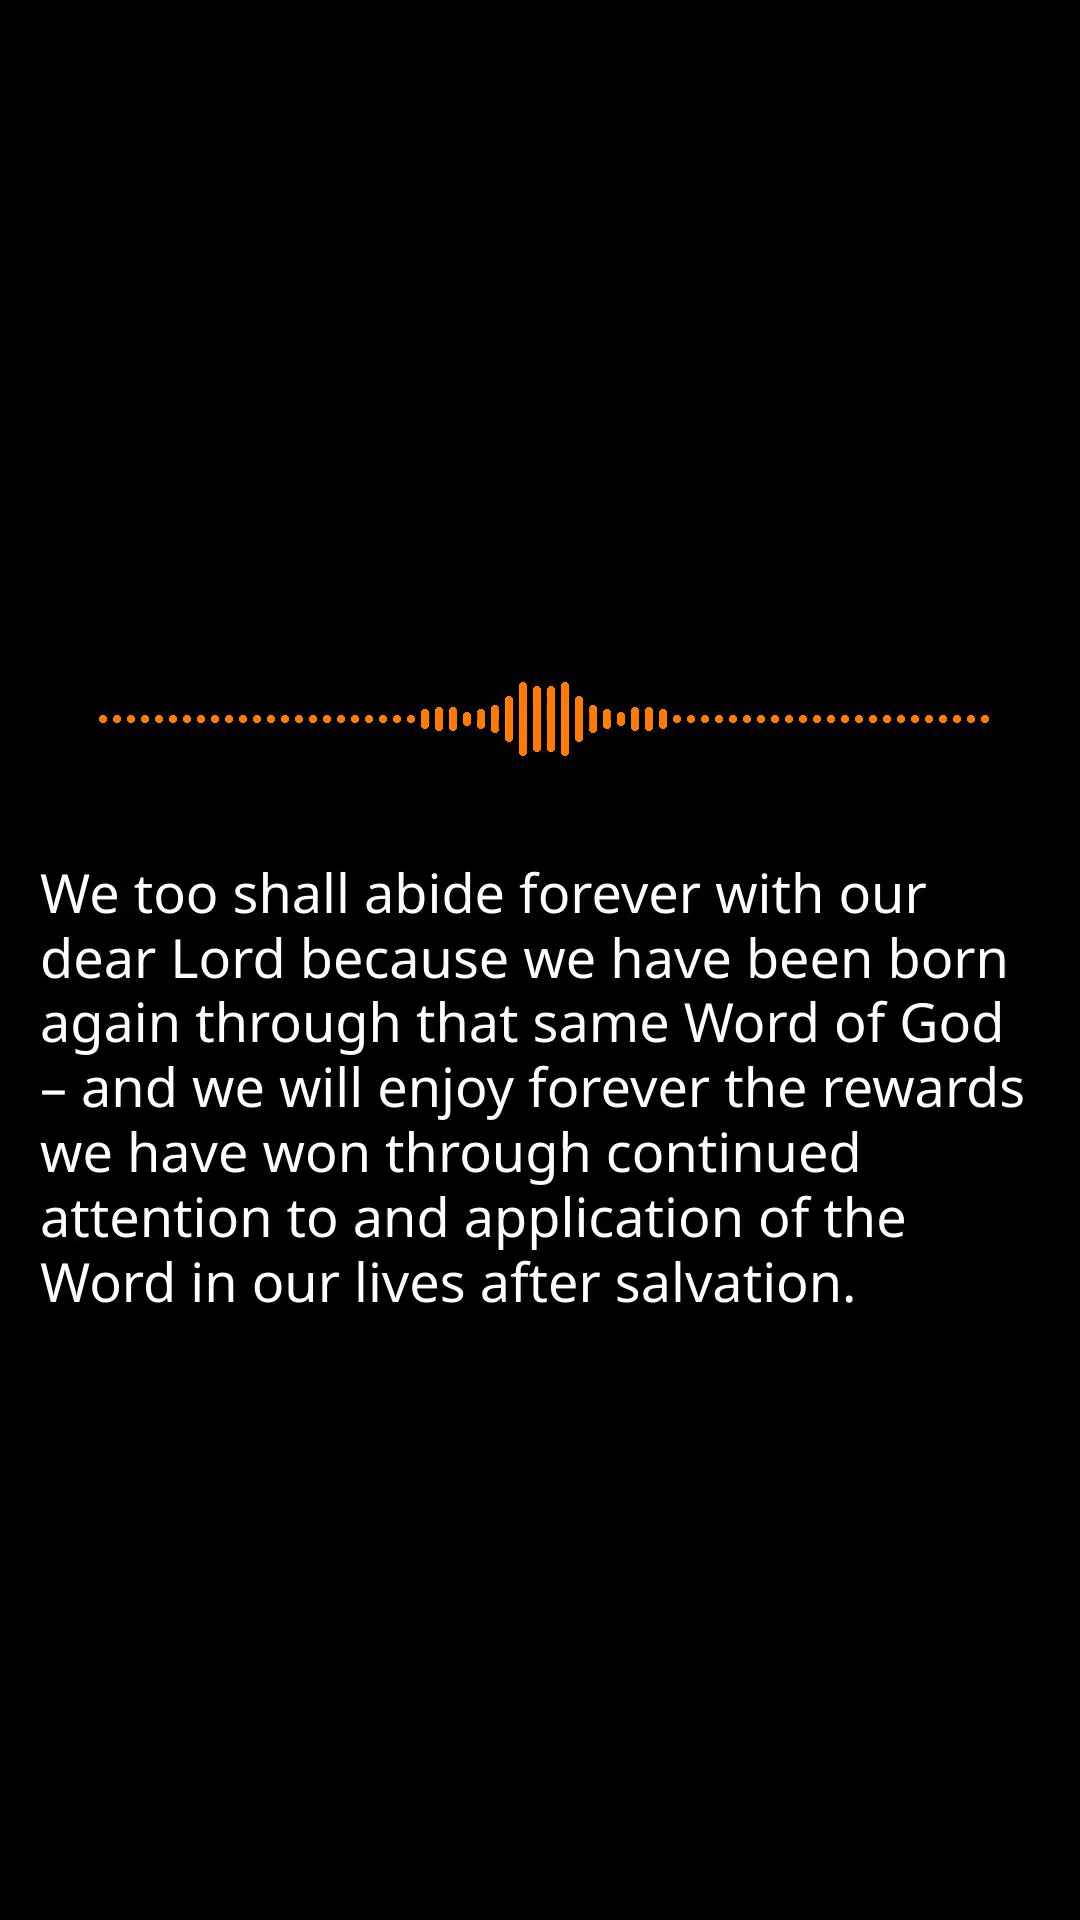 We too shall abide forever with our
dear Lord because we have been born
again through that same Word of God
– and we will enjoy forever the rewards
we have won through continued
attention to and application of the
Word in our lives after salvation.